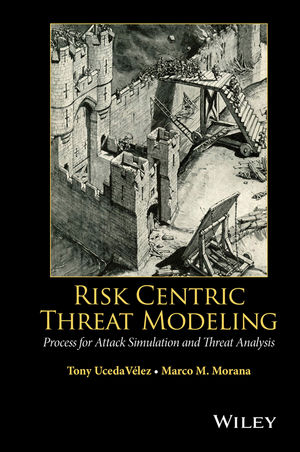 RISK CENTRIC
THREAT MODELING
Process for Attack Simulation and Threat Analysis
Tony UcedaVélez • Marco M. Morana
WILEY